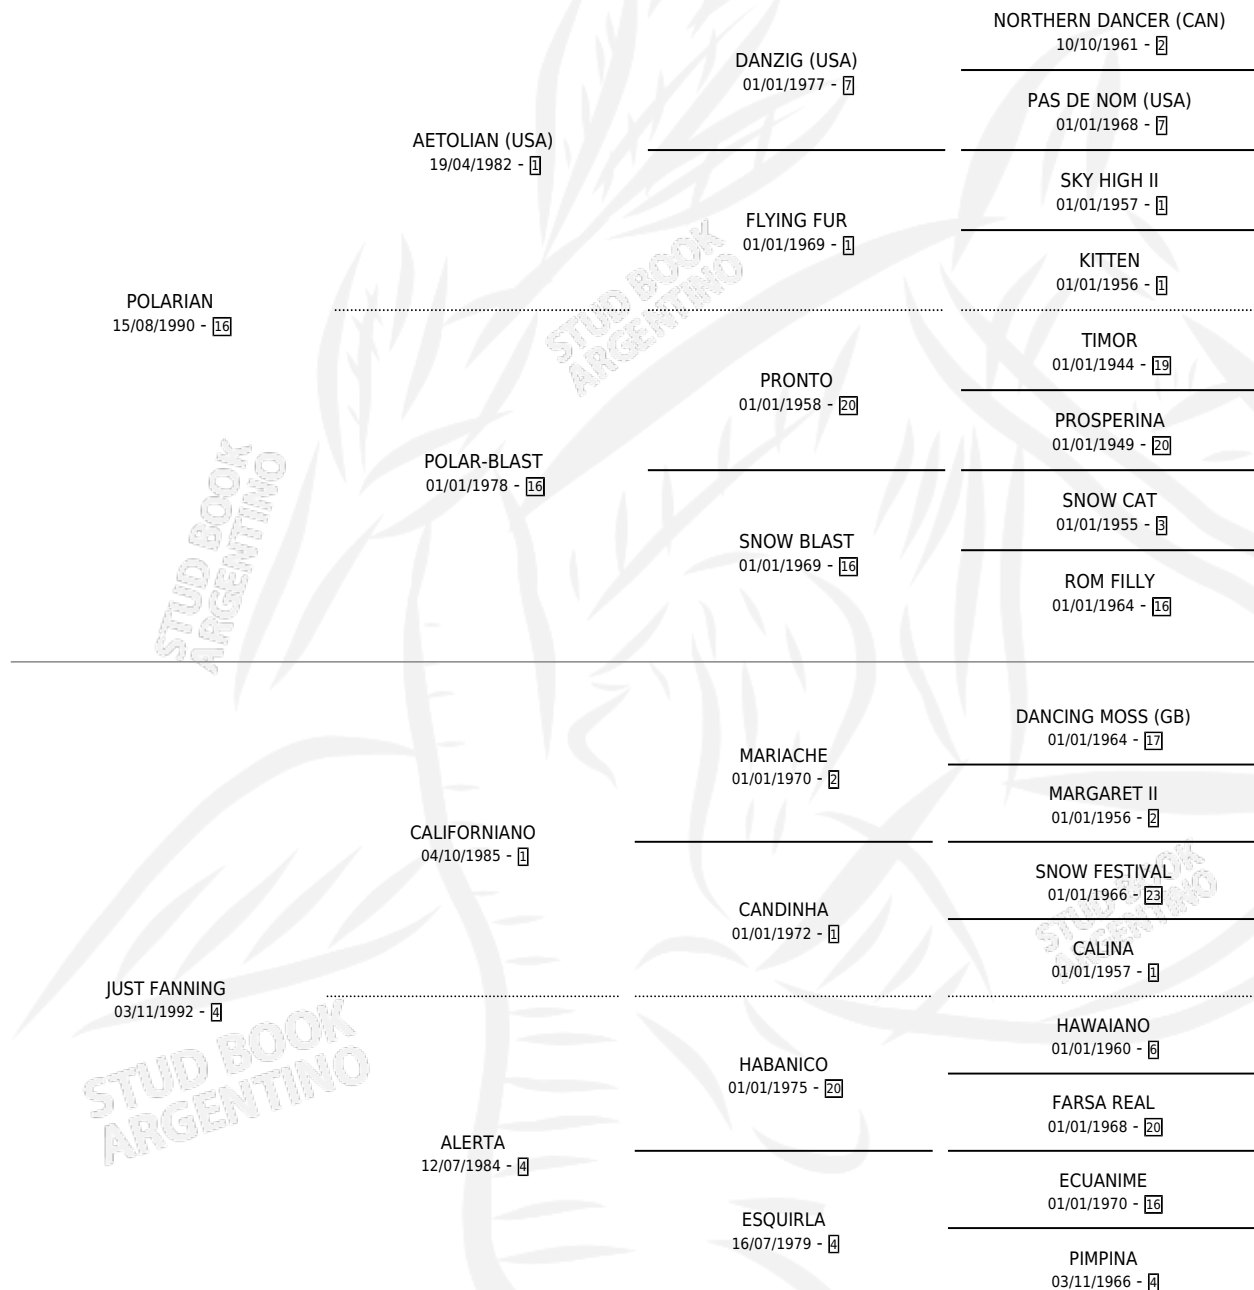 NORTHERN DANCER (CAN)
10/10/1961 - 2
DANZIG (USA)
01/01/1977 - 7
PAS DE NOM (USA)
01/01/1968 - 7
AETOLIAN (USA)
19/04/1982 - 1
SKY HIGH II
01/01/1957 - 1
FLYING FUR
01/01/1969 - 1
KITTEN
01/01/1956 - 1
POLARIAN
15/08/1990 - 16
TIMOR
01/01/1944 - 19
PRONTO
01/01/1958 - 20
PROSPERINA
01/01/1949 - 20
POLAR-BLAST
01/01/1978 - 16
SNOW CAT
01/01/1955 - 3
SNOW BLAST
01/01/1969 - 16
ROM FILLY
01/01/1964 - 16
DANCING MOSS (GB)
01/01/1964 - 17
MARIACHE
01/01/1970 - 2
MARGARET II
01/01/1956 - 2
CALIFORNIANO
04/10/1985 - 1
SNOW FESTIVAL
01/01/1966 - 23
CANDINHA
01/01/1972 - 1
CALINA
01/01/1957 - 1
JUST FANNING
03/11/1992 - 4
HAWAIANO
01/01/1960 - 6
HABANICO
01/01/1975 - 20
FARSA REAL
01/01/1968 - 20
ALERTA
12/07/1984 - 4
ECUANIME
01/01/1970 - 16
ESQUIRLA
16/07/1979 - 4
PIMPINA
03/11/1966 - 4
STUD BOOK
ARGENTINO
STUD BOOK
ARGENTINO
STUD BOOK
ARGENTINO
STUD BOOK
ARGENTINO